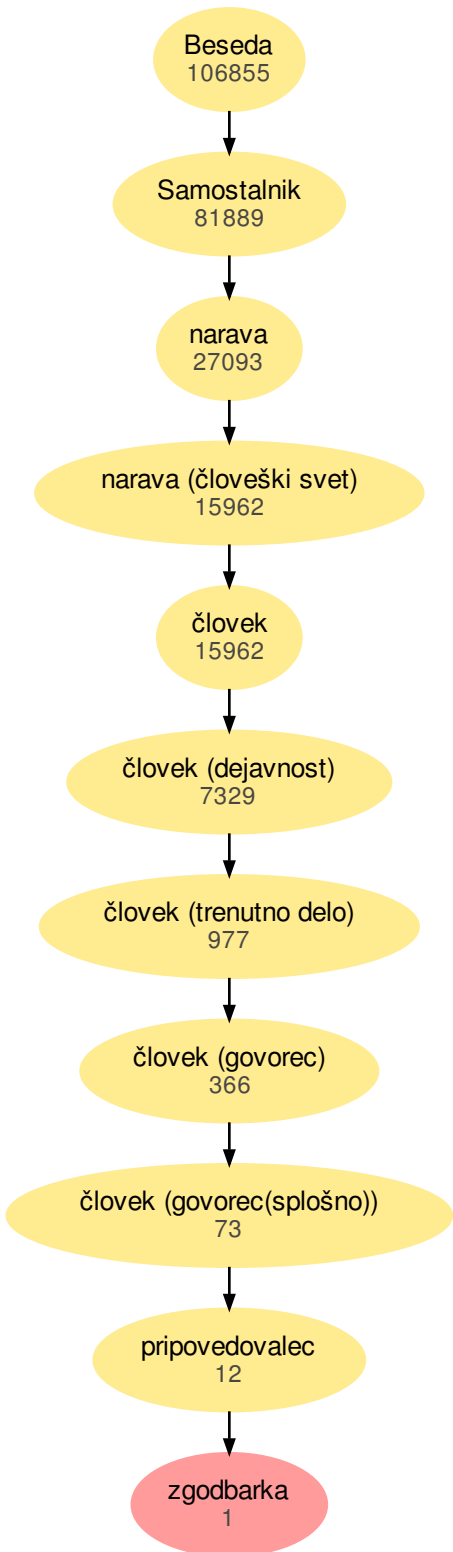 Beseda
106855
Samostalnik
81889
narava
27093
narava (človeški svet)
15962
človek
15962
človek (dejavnost)
7329
človek (trenutno delo)
977
človek (govorec)
366
človek (govorec(splošno))
73
pripovedovalec
12
zgodbarka
1